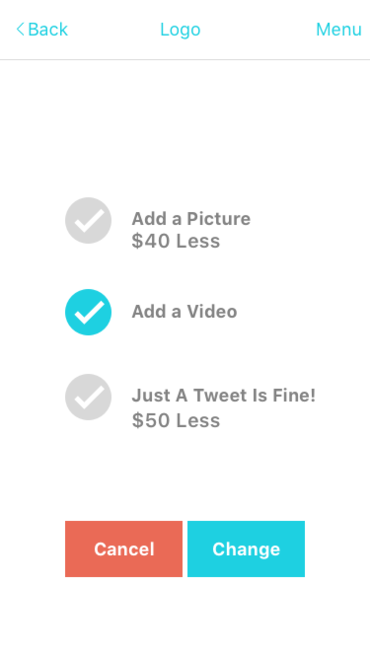 Back Logo Menu
Add a Picture
$40 Less
Add a Video
Just A Tweet Is Fine!
$50 Less
Cancel Change